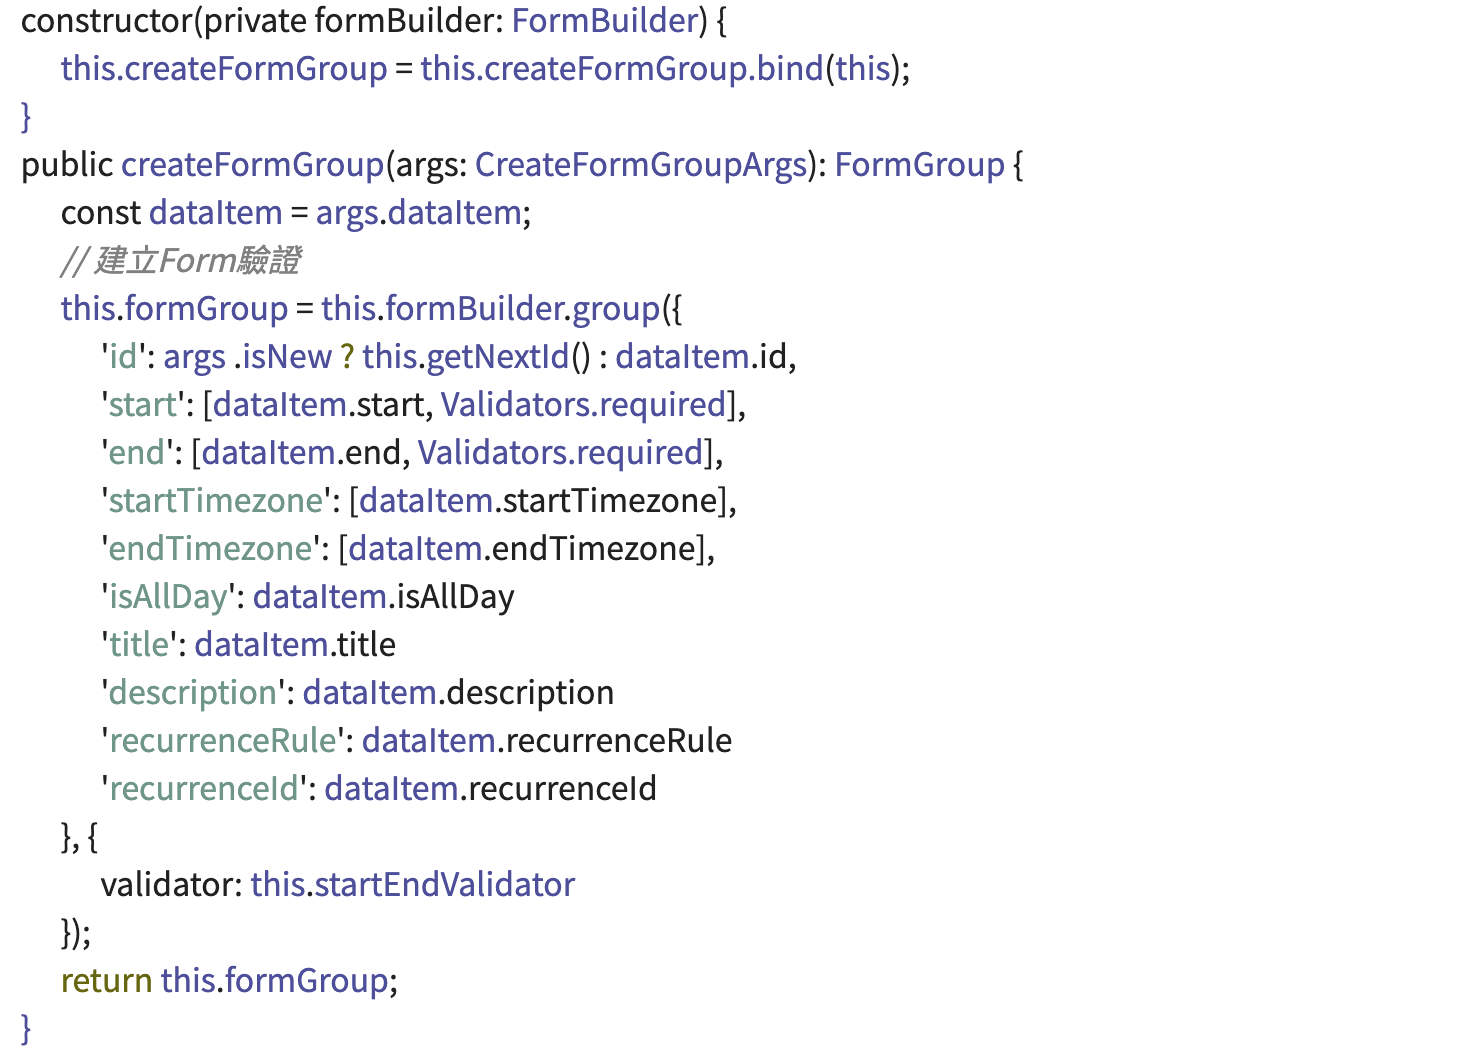 constructor(private formBuilder: FormBuilder) {
this.createFormGroup = this.createFormGroup.bind(this);
}
public createFormGroup(args: CreateFormGroupArgs): FormGroup {
const dataItem = args.dataItem;
// 建立Form驗證
this.formGroup = this.formBuilder.group({
'id': args .isNew ? this.getNextId() : dataItem.id,
'start': [dataItem.start, Validators.required],
'end': [dataItem.end, Validators.required],
'startTimezone': [dataItem.startTimezone],
'endTimezone': [dataItem.endTimezone],
'isAllDay': dataItem.isAllDay
'title': dataItem.title
'description': dataItem.description
'recurrenceRule': dataItem.recurrenceRule
'recurrenceId': dataItem.recurrenceId
}, {
validator: this.startEndValidator
});
return this.formGroup;
}